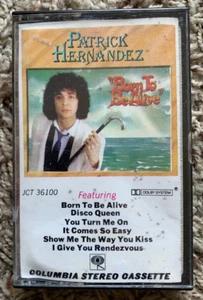 PATRICK
HERNANDEZ
"Born To
Be Alive"
JCT 36100
DOLBY SYSTEM
Featuring
Born To Be Alive
Disco Queen
You Turn Me On
It Comes So Easy
Show Me The Way You Kiss
I Give You Rendezvous
COLUMBIA STEREO CASSETTE